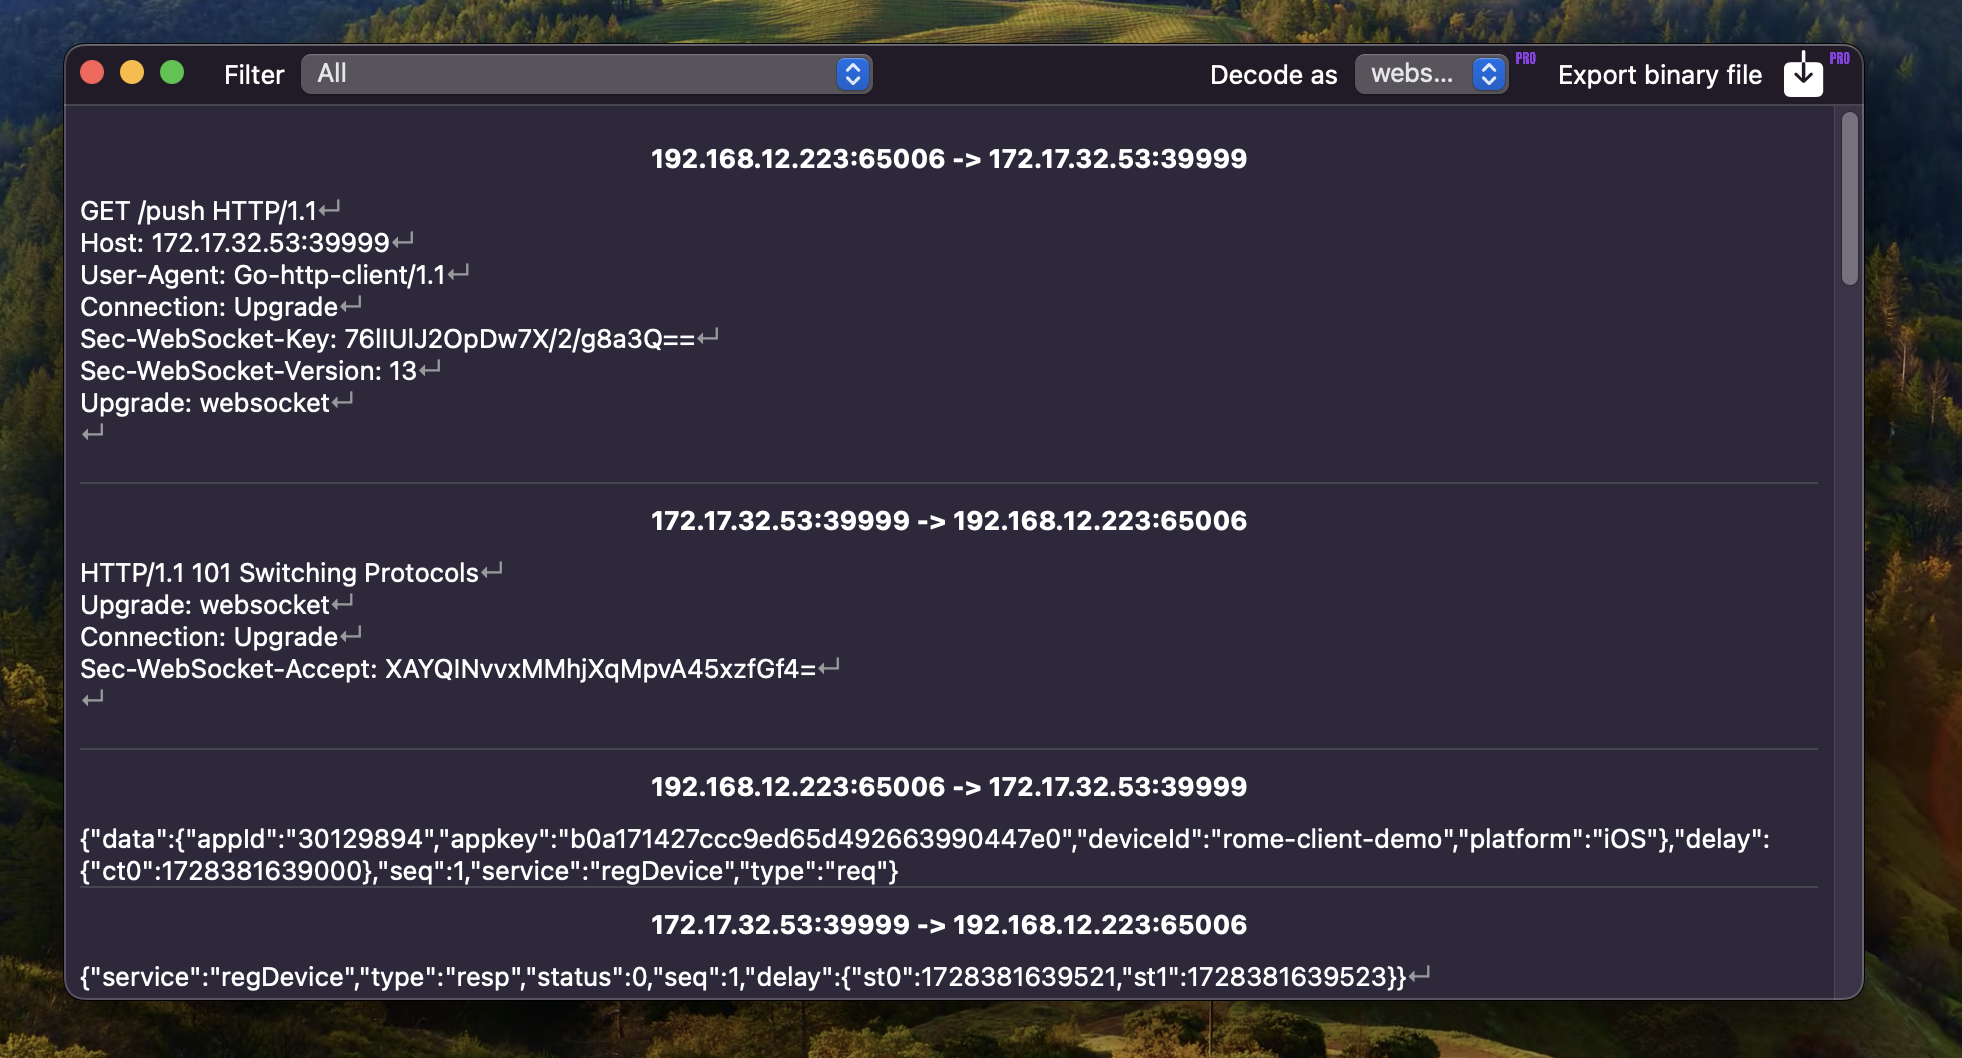 Filter All Decode as webs... PRO Export binary file PRO
192.168.12.223:65006 -> 172.17.32.53:39999
GET /push HTTP/1.1↵
Host: 172.17.32.53:39999↵
User-Agent: Go-http-client/1.1↵
Connection: Upgrade↵
Sec-WebSocket-Key: 76lIUlJ2OpDw7X/2/g8a3Q==↵
Sec-WebSocket-Version: 13↵
Upgrade: websocket↵
↵
172.17.32.53:39999 -> 192.168.12.223:65006
HTTP/1.1 101 Switching Protocols↵
Upgrade: websocket↵
Connection: Upgrade↵
Sec-WebSocket-Accept: XAYQINvvxMMhjXqMpvA45xzfGf4=↵
↵
192.168.12.223:65006 -> 172.17.32.53:39999
{"data":{"appId":"30129894","appkey":"b0a171427ccc9ed65d492663990447e0","deviceId":"rome-client-demo","platform":"iOS"},"delay":
{"ct0":1728381639000},"seq":1,"service":"regDevice","type":"req"}
172.17.32.53:39999 -> 192.168.12.223:65006
{"service":"regDevice","type":"resp","status":0,"seq":1,"delay":{"st0":1728381639521,"st1":1728381639523}}↵